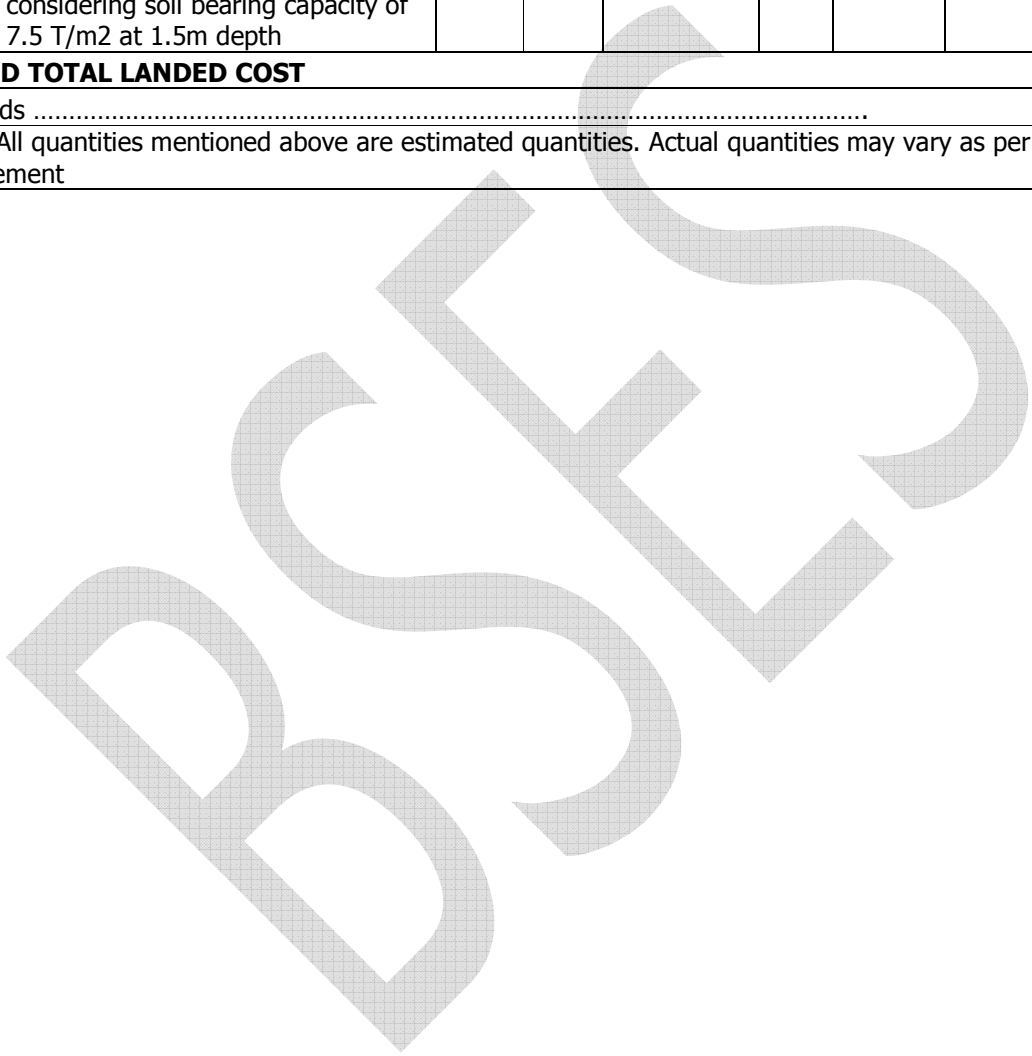 considering soil bearing capacity of
7.5 T/m2 at 1.5m depth
D TOTAL LANDED COST
ds ………………………………………………………………………………………………………….
All quantities mentioned above are estimated quantities. Actual quantities may vary as per
ement
BSES